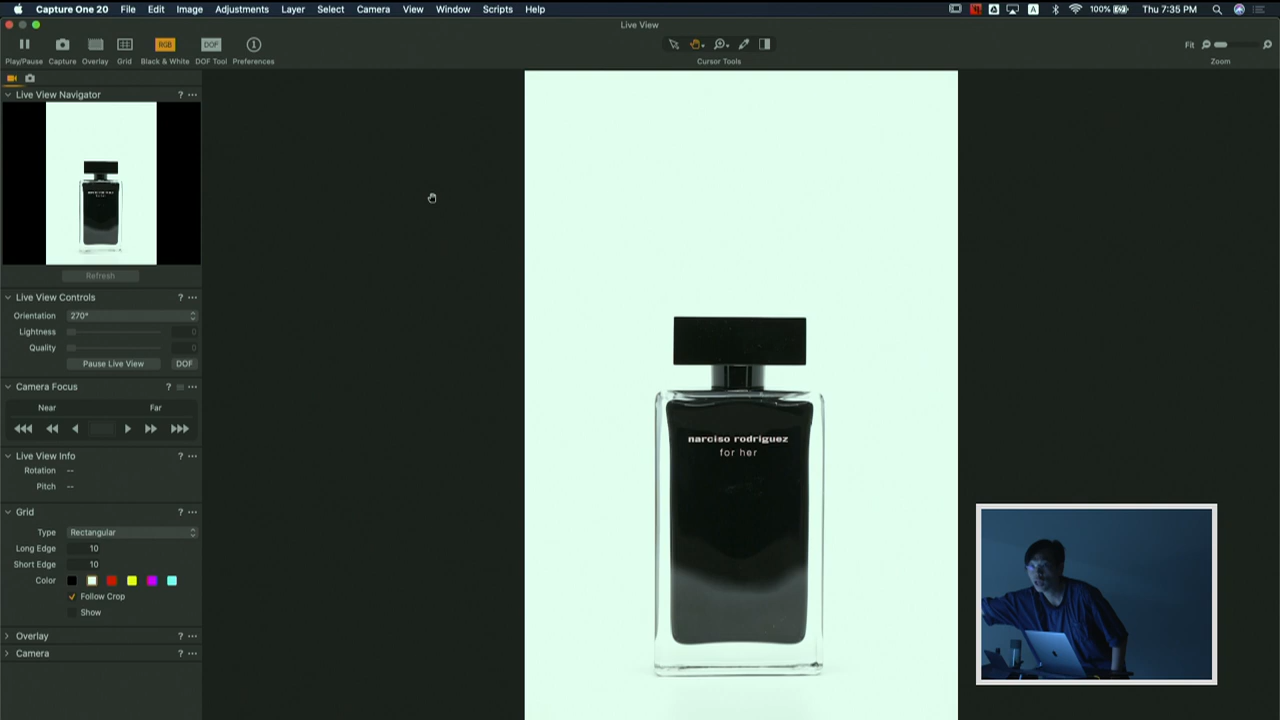 Capture One 20 File Edit Image Adjustments Layer Select Camera View Window Scripts Help A 100% Thu 7:35 PM
Live View
Play/Pause Capture Overlay Grid RGB Black & White DOF DOF Tool Preferences
Cursor Tools
Fit
Zoom
Live View Navigator ? ...
Refresh
Live View Controls ? ...
Orientation 270°
Lightness 0
Quality 0
Pause Live View DOF
Camera Focus ? ...
Near Far
Live View Info ? ...
Rotation --
Pitch --
Grid ? ...
Type Rectangular
Long Edge 10
Short Edge 10
Color
Follow Crop
Show
Overlay ? ...
Camera ? ...
narciso rodriguez
for her